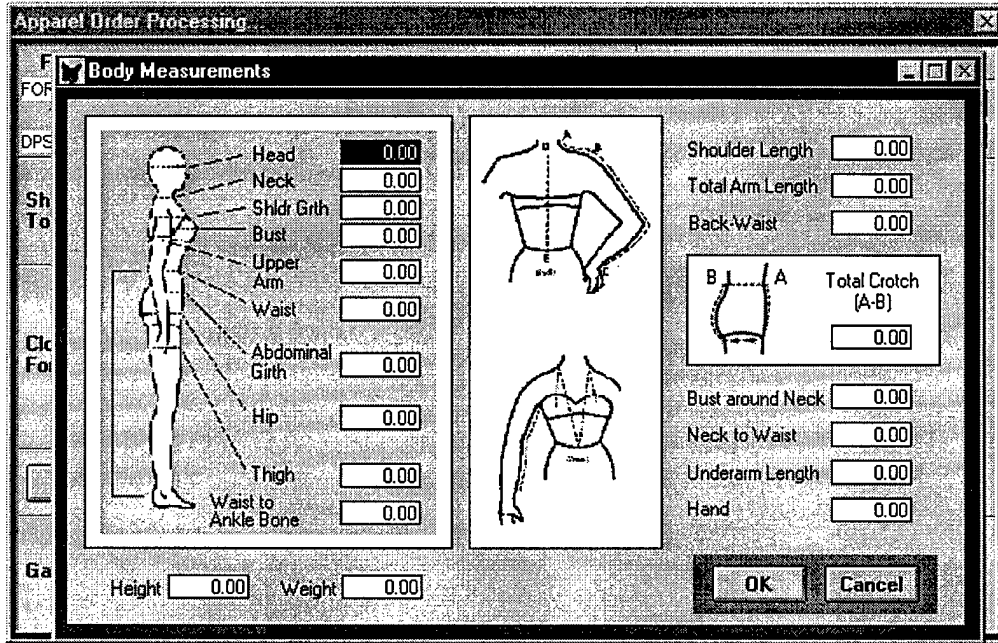 Apparel Order Processing
F
FOR
DPS
Sh
To
Clo
For
Ga
Body Measurements
Head 0.00
Neck 0.00
Shldr Grth 0.00
Bust 0.00
Upper
Arm 0.00
Waist 0.00
Abdominal
Girth 0.00
Hip 0.00
Thigh 0.00
Waist to
Ankle Bone 0.00
Height 0.00 Weight 0.00
A
B
C
Shoulder Length 0.00
Total Arm Length 0.00
Back-Waist 0.00
B A Total Crotch
(A-B)
0.00
Bust around Neck 0.00
Neck to Waist 0.00
Underarm Length 0.00
Hand 0.00
OK Cancel